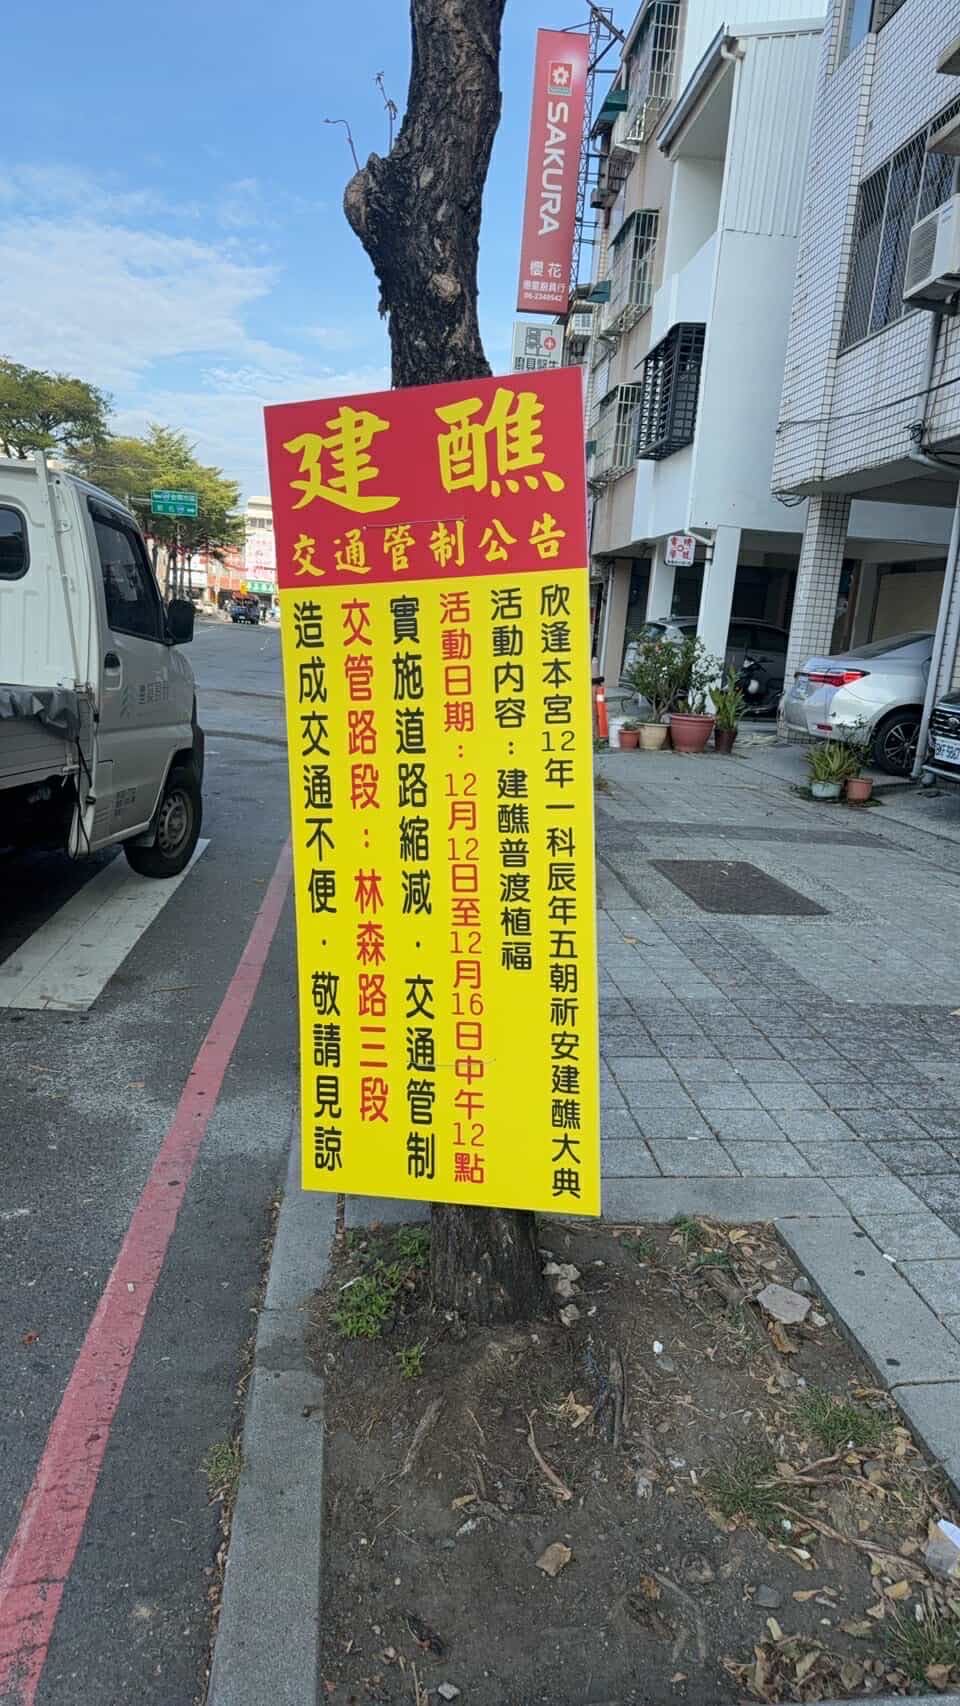 SAKURA
櫻花
06-2340542
建醮
交通管制公告
欣逢本宮12年一科辰年五朝祈安建醮大典
活動內容：建醮普渡植福
活動日期：12月12日至12月16日中午12點
實施道路縮減．交通管制
交管路段：林森路三段
造成交通不便．敬請見諒